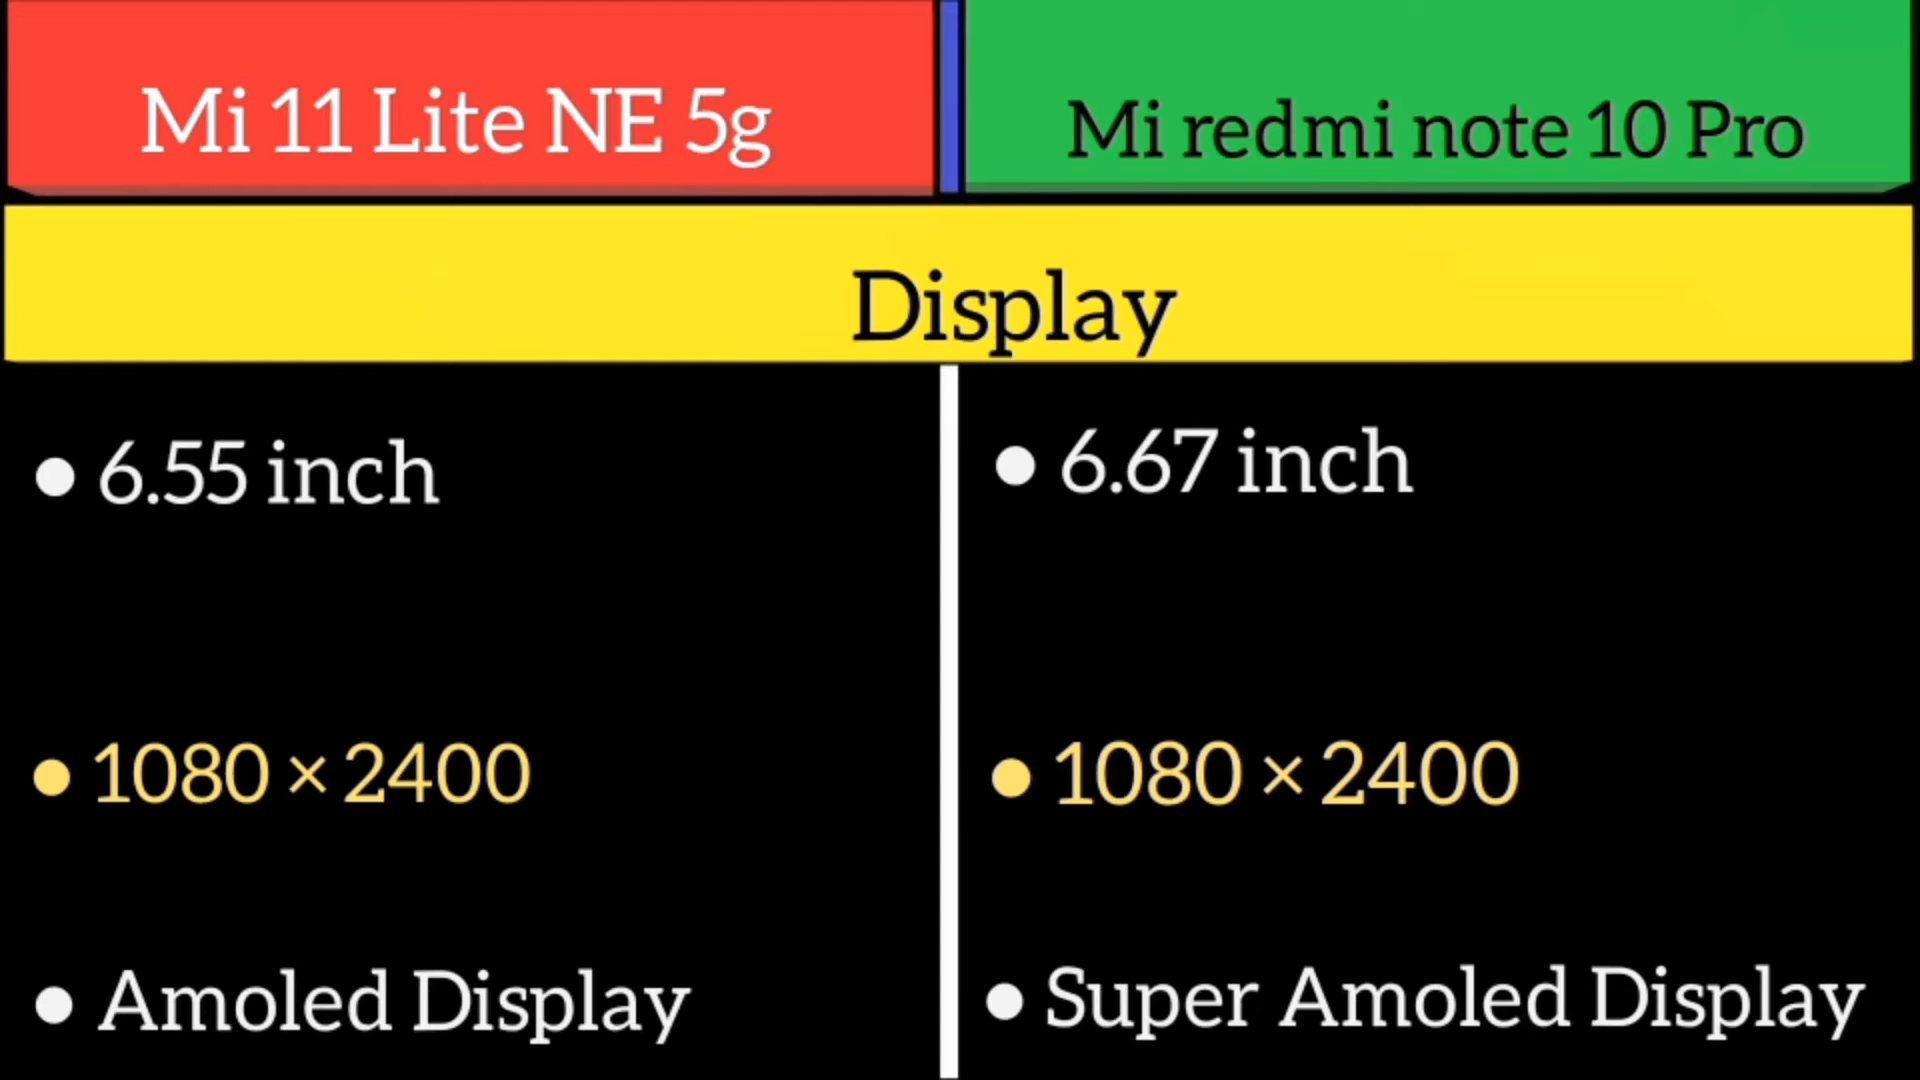 Mi 11 Lite NE 5g
Mi redmi note 10 Pro
Display
● 6.55 inch
● 6.67 inch
● 1080 × 2400
● 1080 × 2400
● Amoled Display
● Super Amoled Display